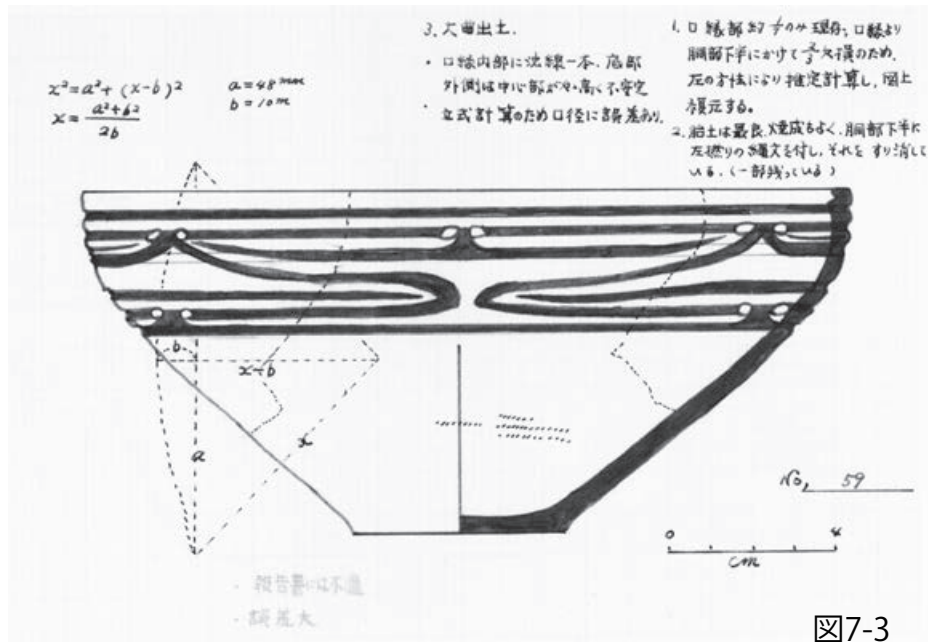 x²=a²+(x-b)²
x=a²+b²/2b
a=48mm
b=10m
3. 大曲出土.
・口縁内部に沈線一本、底部
外側は中心部がやゝ高く不安定
・立式計算のため口径に誤差あり.
1. 口縁部約のみ現存、口縁より
胴部下半にかけて欠損のため、
左の方法により推定計算し、図上
復元する。
2. 胎土は最良、焼成もよく、胴部下半に
左撚りの縄文を付し、それをすり消して
いる.(一部残っている)
b
x-b
x
a
No, 59
0 4
cm
・報告書には不適
・誤差大
図7-3